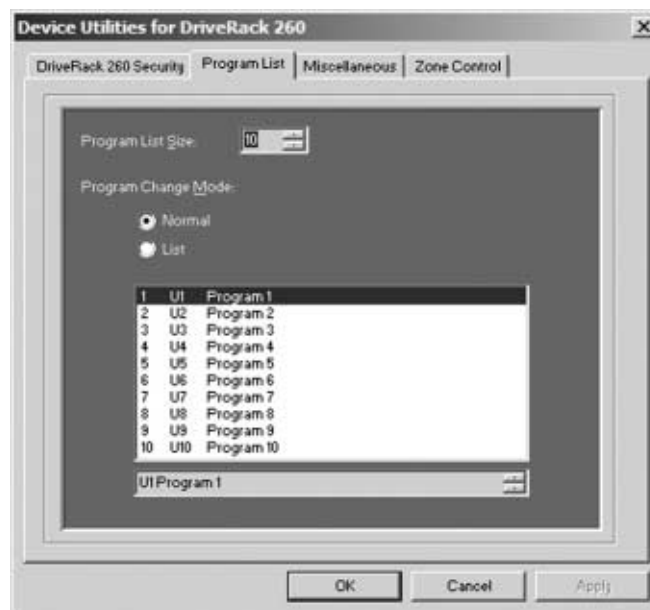 Device Utilities for DriveRack 260
DriveRack 260 Security Program List Miscellaneous Zone Control
Program List Size: 10
Program Change Mode:
Normal
List
1 U1 Program 1
2 U2 Program 2
3 U3 Program 3
4 U4 Program 4
5 U5 Program 5
6 U6 Program 6
7 U7 Program 7
8 U8 Program 8
9 U9 Program 9
10 U10 Program 10
U1 Program 1
OK Cancel Apply